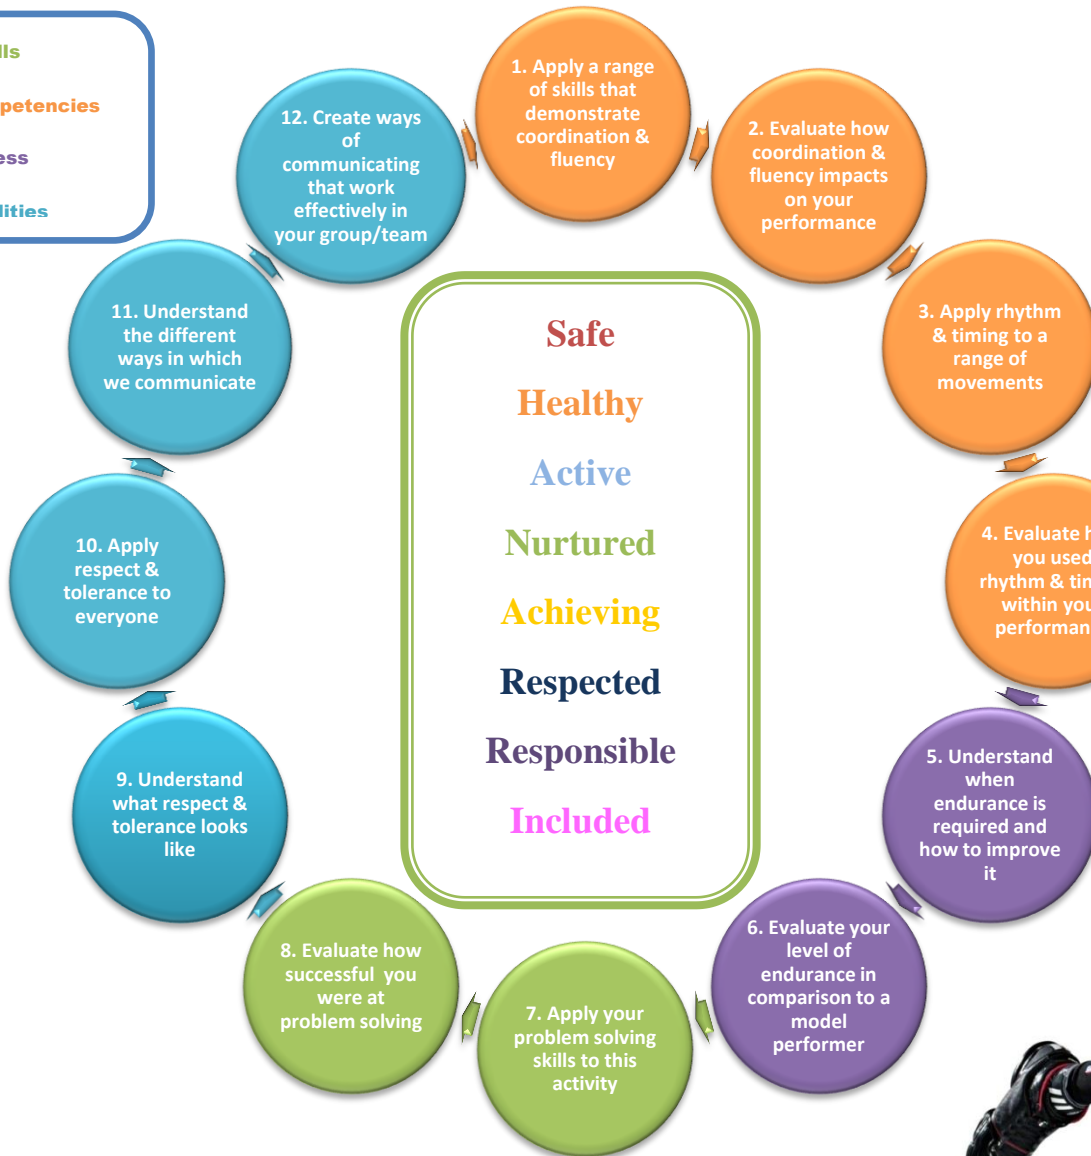 1. Apply a range
of skills that
demonstrate
coordination &
fluency
2. Evaluate how
coordination &
fluency impacts
on your
performance
3. Apply rhythm
& timing to a
range of
movements
4. Evaluate
you used
rhythm &
within
5. Understand
when
endurance is
required and
how to improve
it
6. Evaluate your
level of
endurance in
comparison to a
model
performer
7. Apply your
problem solving
skills to this
activity
8. Evaluate how
successful you
were at
problem solving
9. Understand
what respect &
tolerance looks
like
10. Apply
respect &
tolerance to
everyone
11. Understand
the different
ways in which
we communicate
12. Create ways
of
communicating
that work
effectively in
your group/team
Safe
Healthy
Active
Nurtured
Achieving
Respected
Responsible
Included